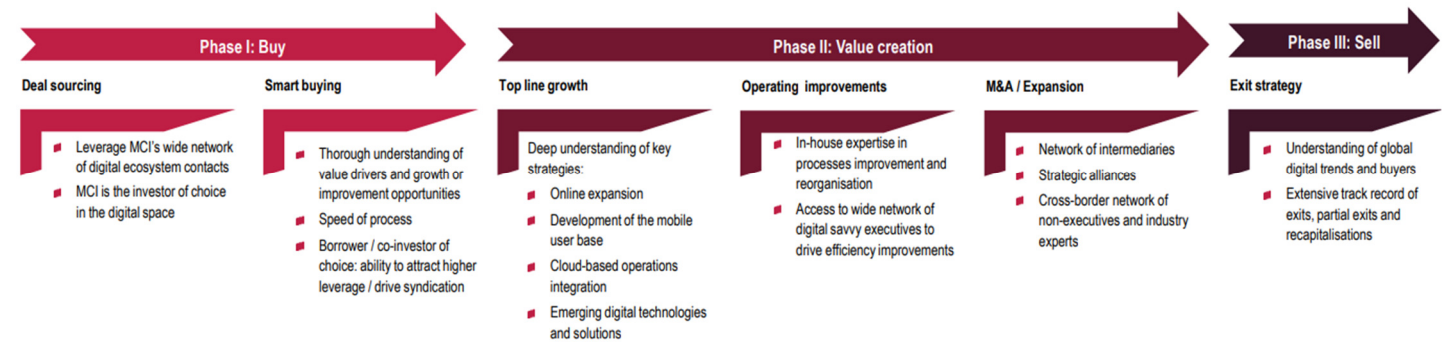 Phase I: Buy
Phase II: Value creation
Phase III: Sell
Deal sourcing
Leverage MCI's wide network
of digital ecosystem contacts
MCI is the investor of choice
in the digital space
Smart buying
Thorough understanding of
value drivers and growth or
improvement opportunities
Speed of process
Borrower / co-investor of
choice: ability to attract higher
leverage / drive syndication
Top line growth
Deep understanding of key
strategies:
Online expansion
Development of the mobile
user base
Cloud-based operations
integration
Emerging digital technologies
and solutions
Operating improvements
In-house expertise in
processes improvement and
reorganisation
Access to wide network of
digital savvy executives to
drive efficiency improvements
M&A / Expansion
Network of intermediaries
Strategic alliances
Cross-border network of
non-executives and industry
experts
Exit strategy
Understanding of global
digital trends and buyers
Extensive track record of
exits, partial exits and
recapitalisations